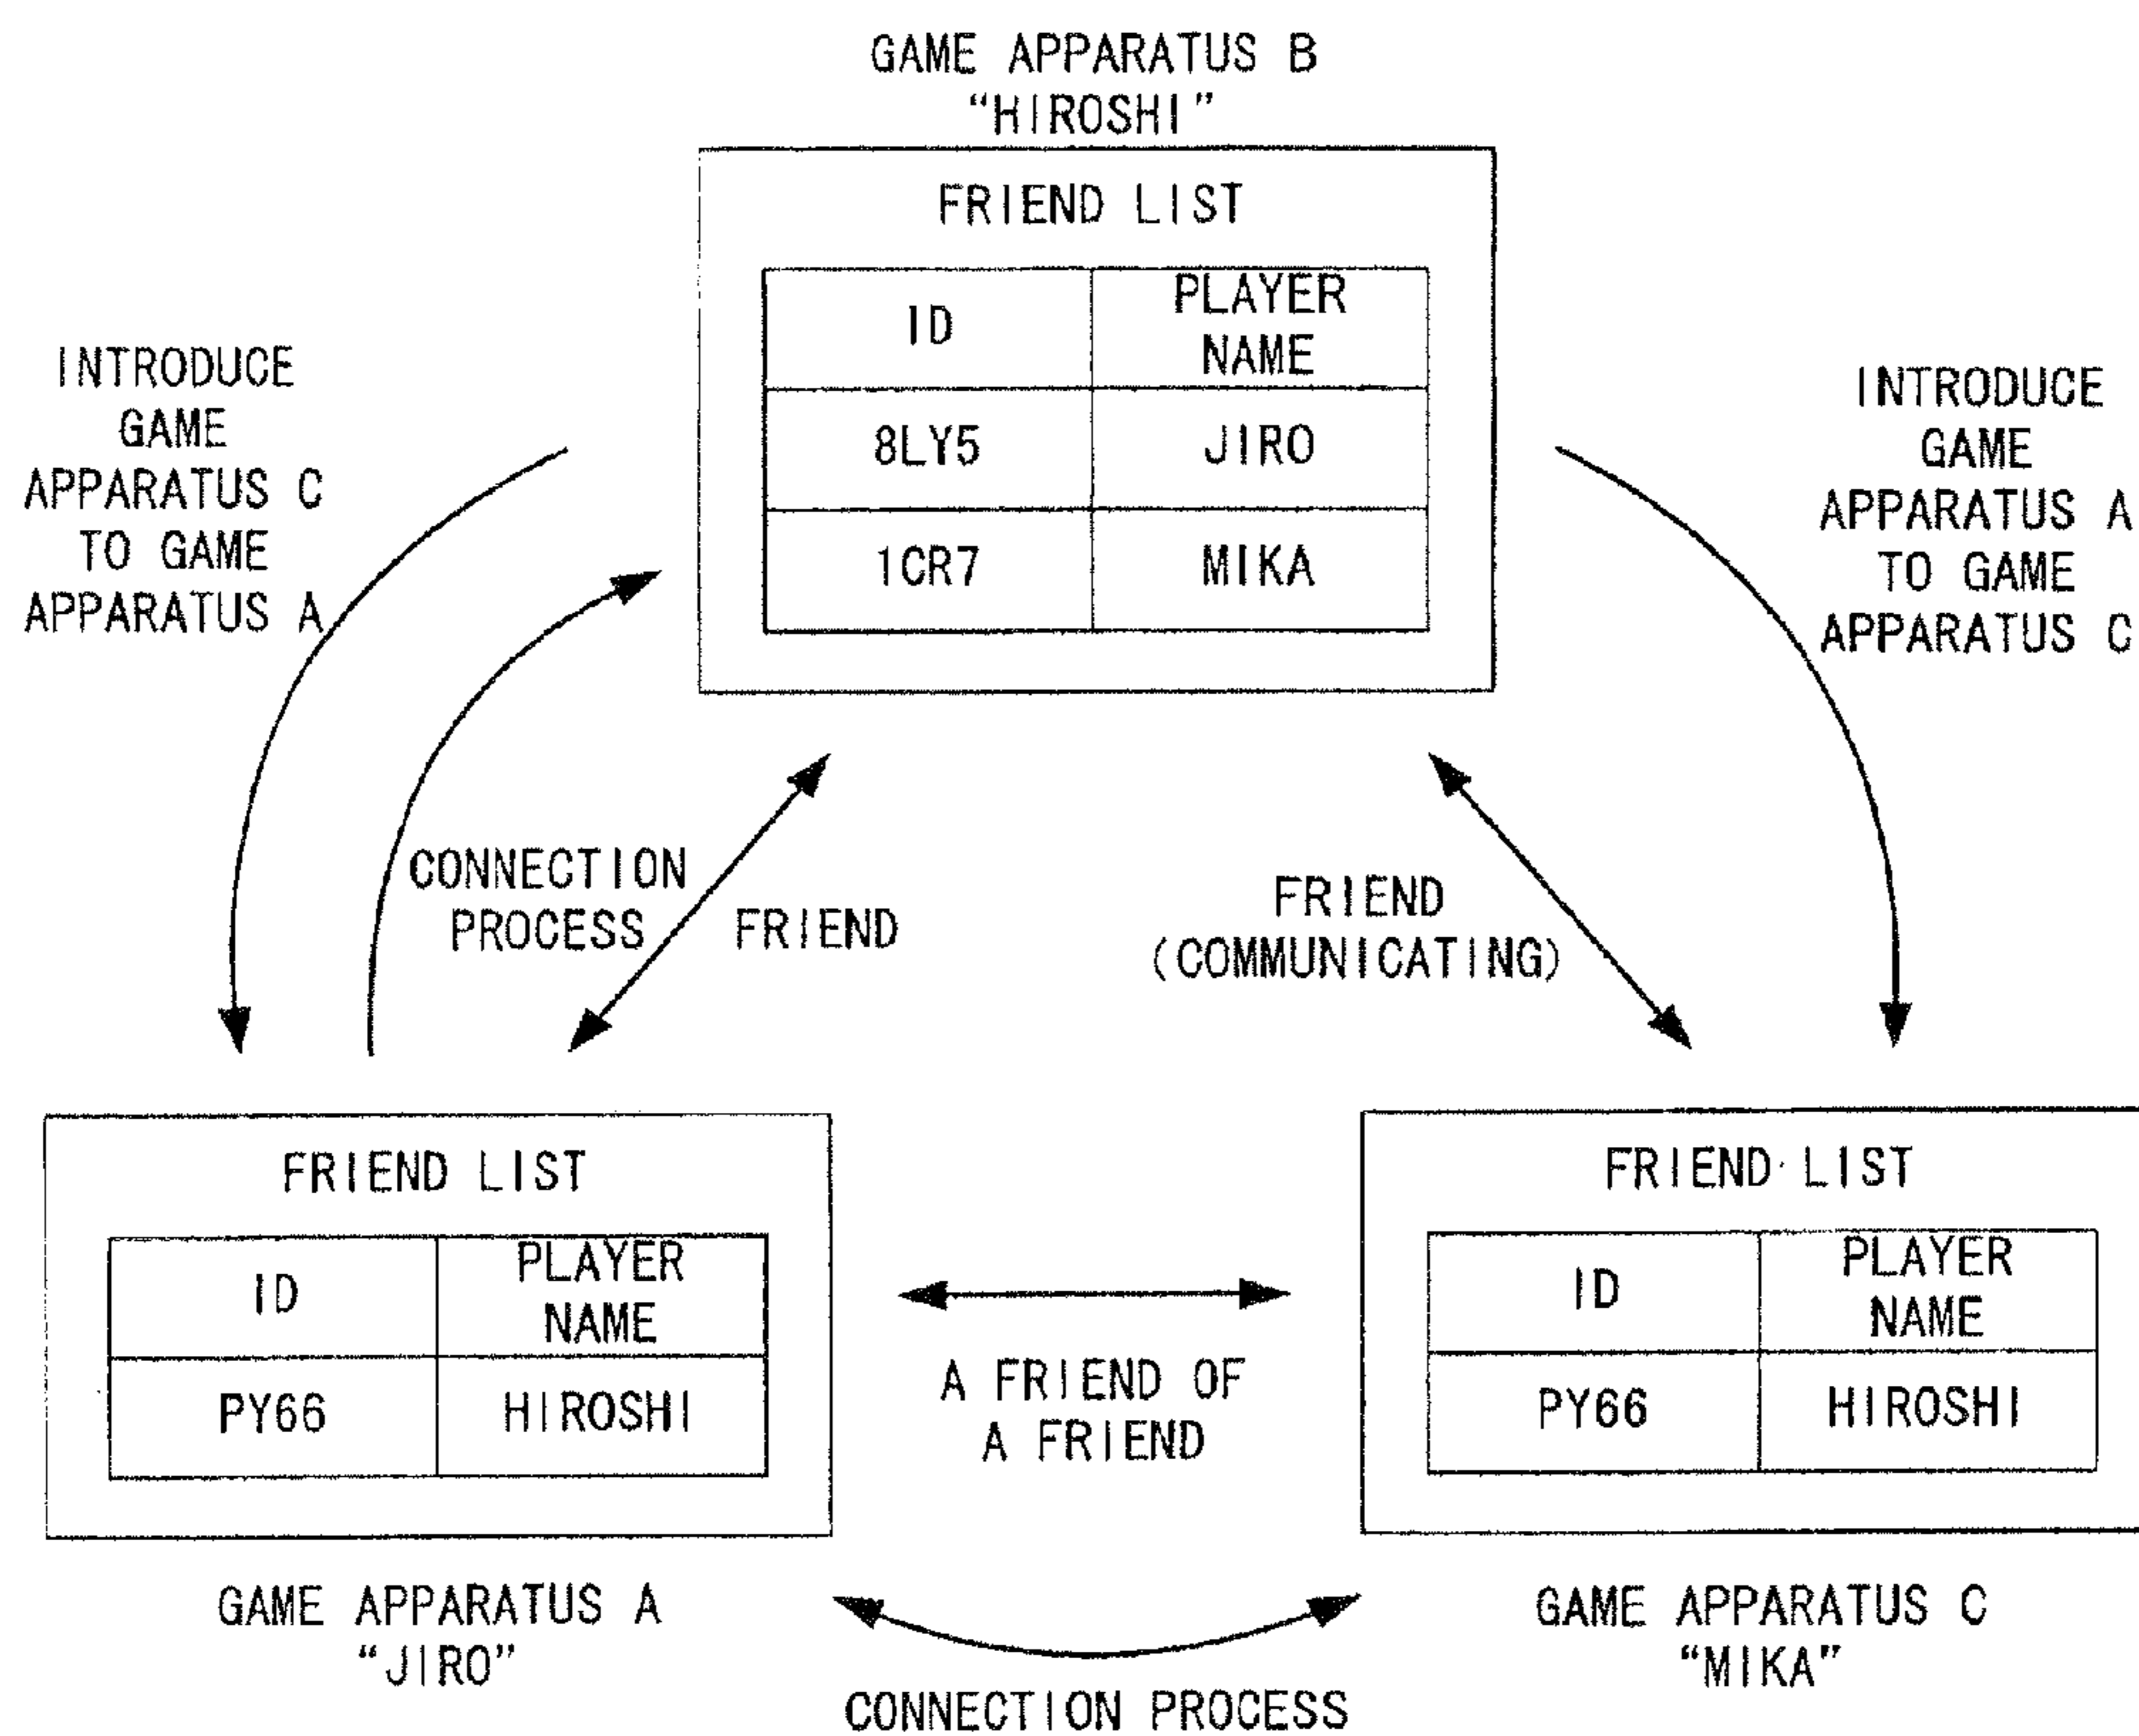 GAME APPARATUS B
“HIROSHI”
FRIEND LIST
ID
PLAYER
NAME
8LY5
JIRO
1CR7
MIKA
INTRODUCE
GAME
APPARATUS C
TO GAME
APPARATUS A
INTRODUCE
GAME
APPARATUS A
TO GAME
APPARATUS C
CONNECTION
PROCESS
FRIEND
FRIEND
(COMMUNICATING)
FRIEND LIST
ID
PLAYER
NAME
PY66
HIROSHI
GAME APPARATUS A
“JIRO”
A FRIEND OF
A FRIEND
FRIEND LIST
ID
PLAYER
NAME
PY66
HIROSHI
GAME APPARATUS C
“MIKA”
CONNECTION PROCESS